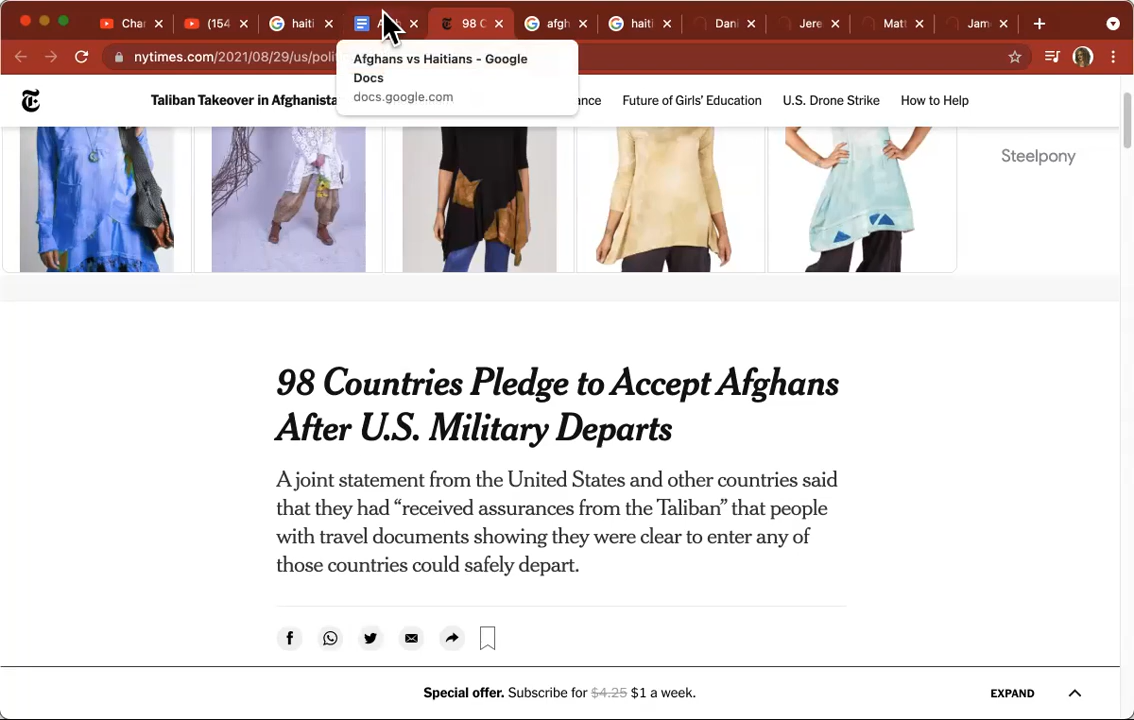 Cha
(154
haiti
98 C
afgh
haiti
Dani
Jere
Matt
Jam
nytimes.com/2021/08/29/us/poli
Afghans vs Haitians - Google
Docs
docs.google.com
Taliban Takeover in Afghanista
ance
Future of Girls' Education
U.S. Drone Strike
How to Help
Steelpony
98 Countries Pledge to Accept Afghans
After U.S. Military Departs
A joint statement from the United States and other countries said
that they had “received assurances from the Taliban” that people
with travel documents showing they were clear to enter any of
those countries could safely depart.
Special offer. Subscribe for $4.25 $1 a week.
EXPAND